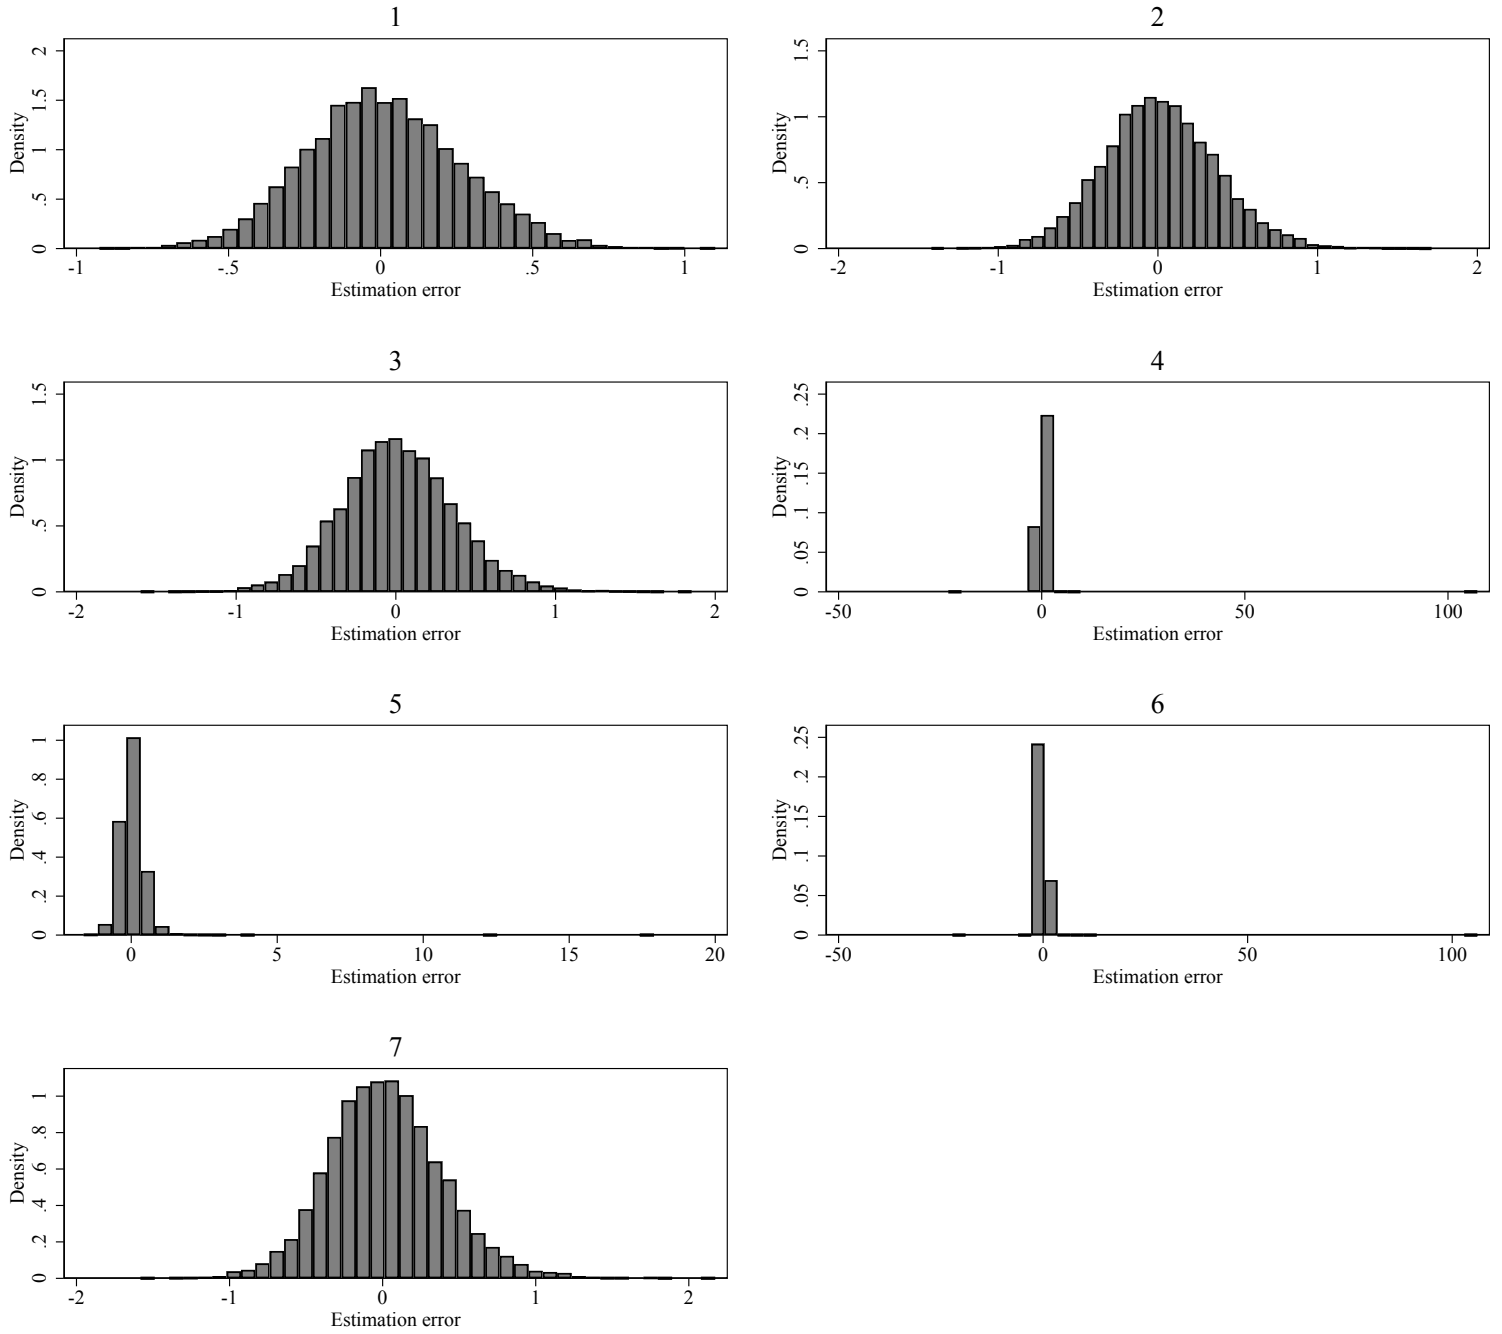 1
Density
0 .5 1 1.5 2
-1 -.5 0 .5 1
Estimation error
2
Density
0 .5 1 1.5
-2 -1 0 1 2
Estimation error
3
Density
0 .5 1 1.5
-2 -1 0 1 2
Estimation error
4
Density
0 .05 .1 .15 .2 .25
-50 0 50 100
Estimation error
5
Density
0 .2 .4 .6 .8 1
0 5 10 15 20
Estimation error
6
Density
0 .05 .1 .15 .2 .25
-50 0 50 100
Estimation error
7
Density
0 .2 .4 .6 .8 1
-2 -1 0 1 2
Estimation error